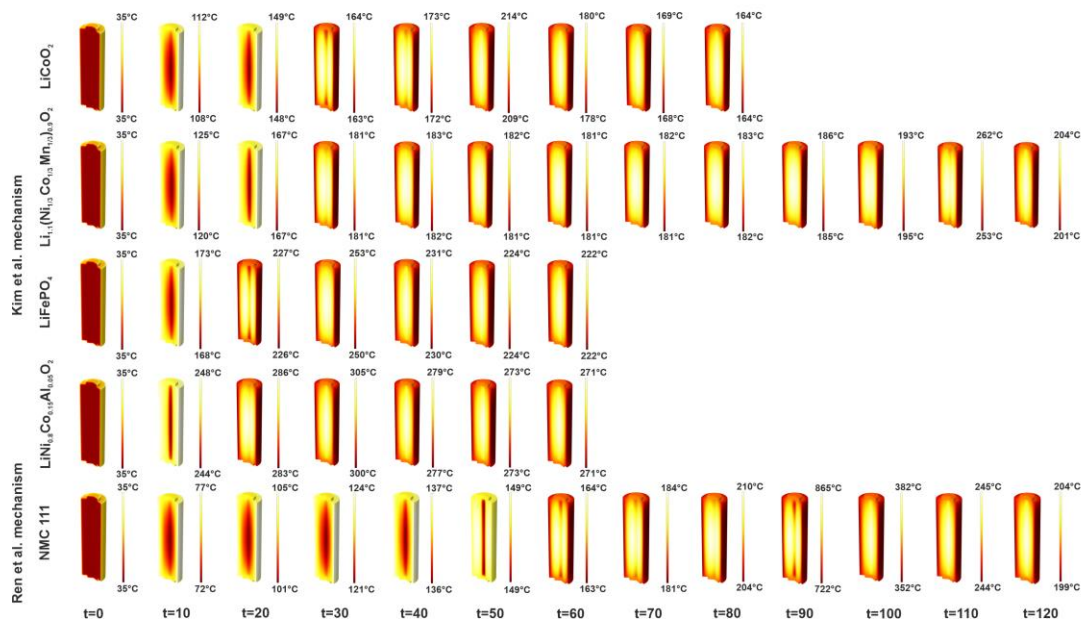 35°C 112°C 149°C 164°C 173°C 214°C 180°C 169°C 164°C
LiCoO2
35°C 108°C 148°C 163°C 172°C 209°C 178°C 168°C 164°C
Kim et al. mechanism
35°C 125°C 167°C 181°C 183°C 182°C 181°C 182°C 183°C 186°C 193°C 262°C 204°C
Li1.1(Ni1/3Co1/3Mn1/3)0.9O2
35°C 120°C 167°C 181°C 182°C 181°C 181°C 181°C 182°C 185°C 195°C 253°C 201°C
35°C 173°C 227°C 253°C 231°C 224°C 222°C
LiFePO4
35°C 168°C 226°C 250°C 230°C 224°C 222°C
35°C 248°C 286°C 305°C 279°C 273°C 271°C
LiNi0.8Co0.15Al0.05O2
35°C 244°C 283°C 300°C 277°C 273°C 271°C
Ren et al. mechanism
35°C 77°C 105°C 124°C 137°C 149°C 164°C 184°C 210°C 865°C 382°C 245°C 204°C
NMC 111
35°C 72°C 101°C 121°C 136°C 149°C 163°C 181°C 204°C 722°C 352°C 244°C 199°C
t=0 t=10 t=20 t=30 t=40 t=50 t=60 t=70 t=80 t=90 t=100 t=110 t=120